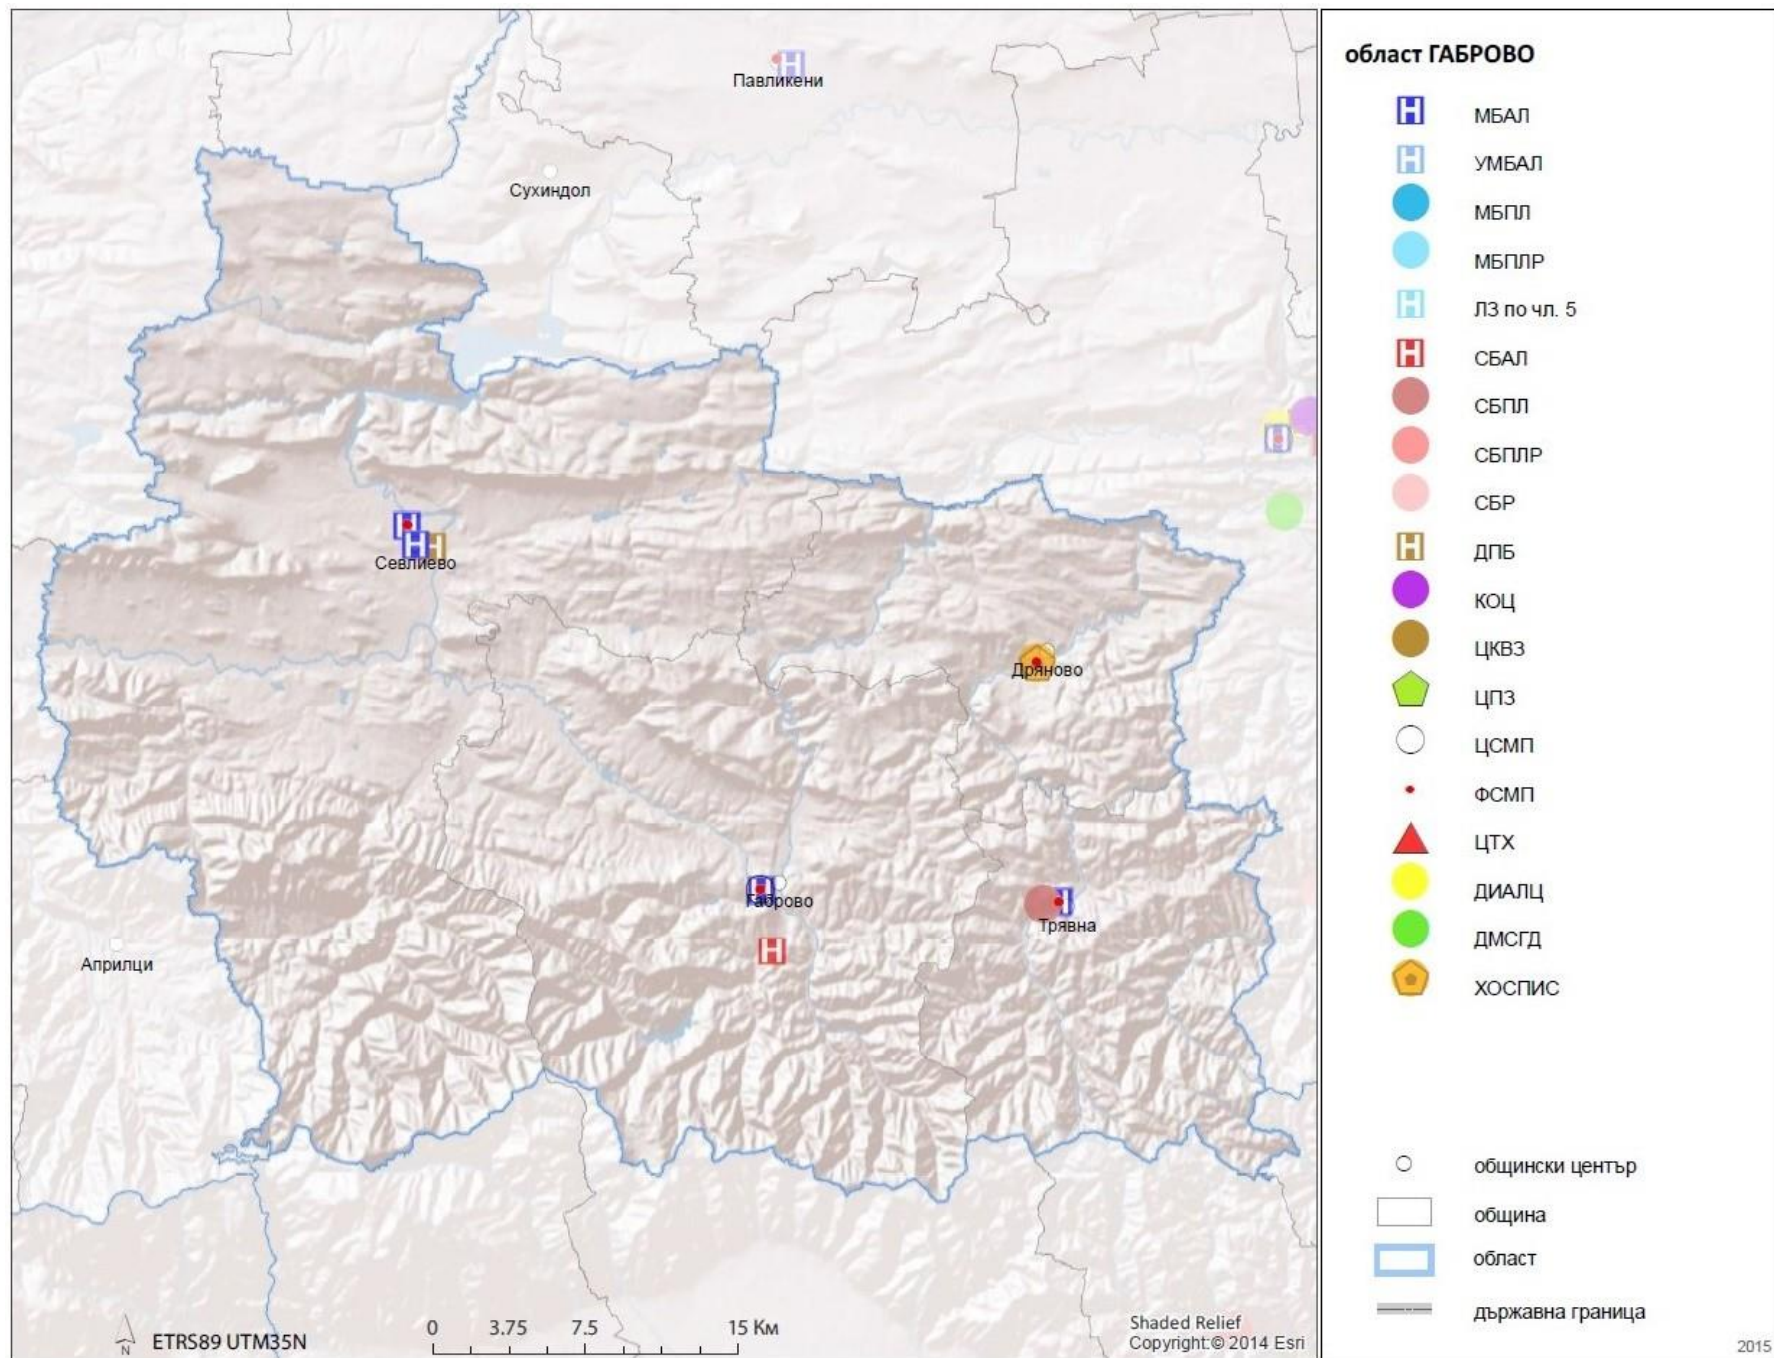 Павликени
Сухиндол
Севлиево
Дряново
Габрово
Трявна
Априлци
N
ETRS89 UTM35N
0 3.75 7.5 15 Км
Shaded Relief
Copyright:© 2014 Esri
област ГАБРОВО
МБАЛ
УМБАЛ
МБПЛ
МБПЛР
ЛЗ по чл. 5
СБАЛ
СБПЛ
СБПЛР
СБР
ДПБ
КОЦ
ЦКВЗ
ЦПЗ
ЦСМП
ФСМП
ЦТХ
ДИАЛЦ
ДМСГД
ХОСПИС
общински център
община
област
държавна граница
2015